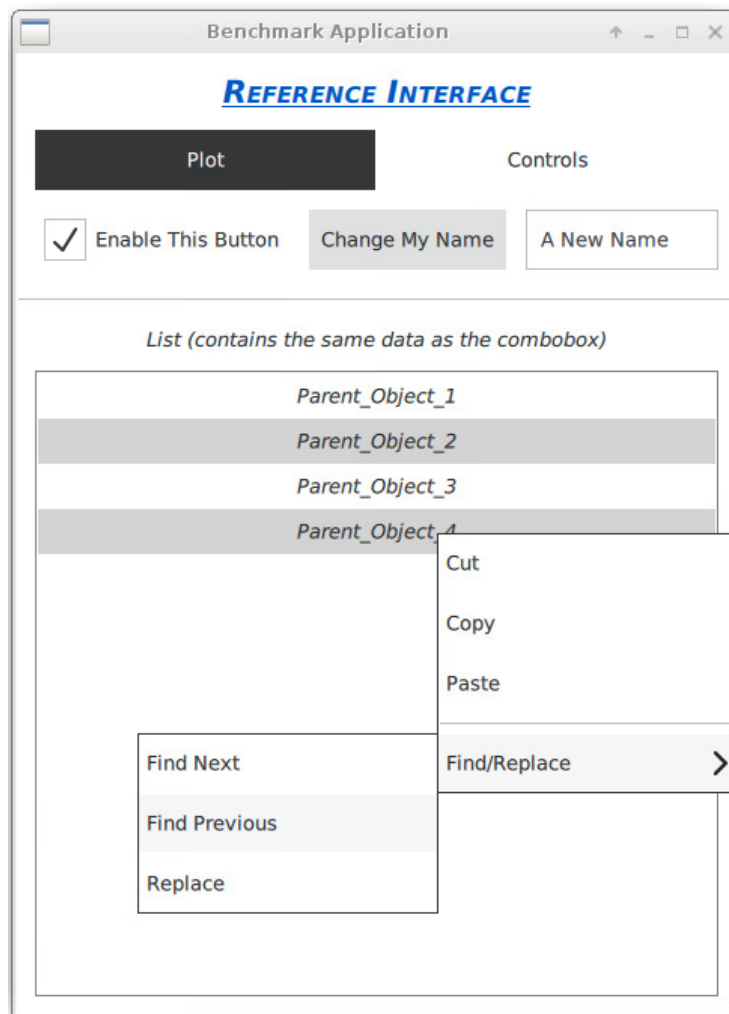 Benchmark Application
REFERENCE INTERFACE
Plot
Controls
Enable This Button
Change My Name
A New Name
List (contains the same data as the combobox)
Parent_Object_1
Parent_Object_2
Parent_Object_3
Parent_Object_4
Cut
Copy
Paste
Find/Replace
Find Next
Find Previous
Replace